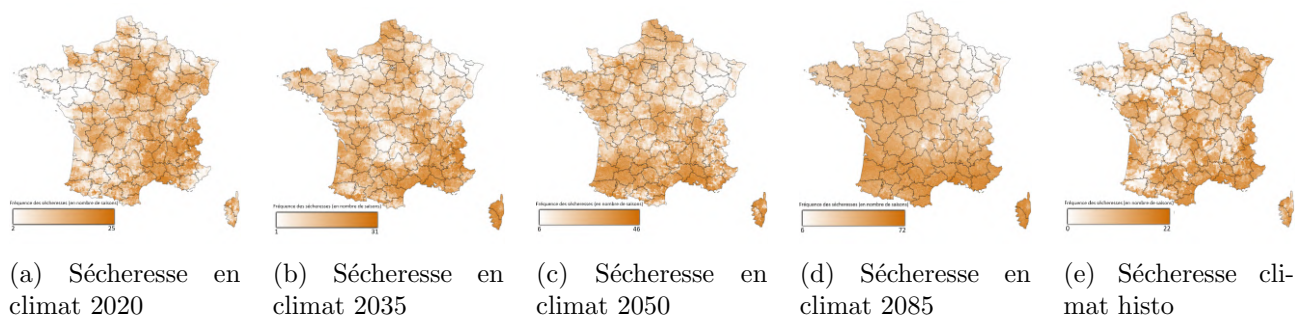 Fréquence des sécheresses (en nombre de saisons)
2 25
Fréquence des sécheresses (en nombre de saisons)
1 31
Fréquence des sécheresses (en nombre de saisons)
6 46
Fréquence des sécheresses (en nombre de saisons)
6 72
Fréquence des sécheresses (en nombre de saisons)
0 22
(a) Sécheresse en
climat 2020
(b) Sécheresse en
climat 2035
(c) Sécheresse en
climat 2050
(d) Sécheresse en
climat 2085
(e) Sécheresse cli-
mat histo